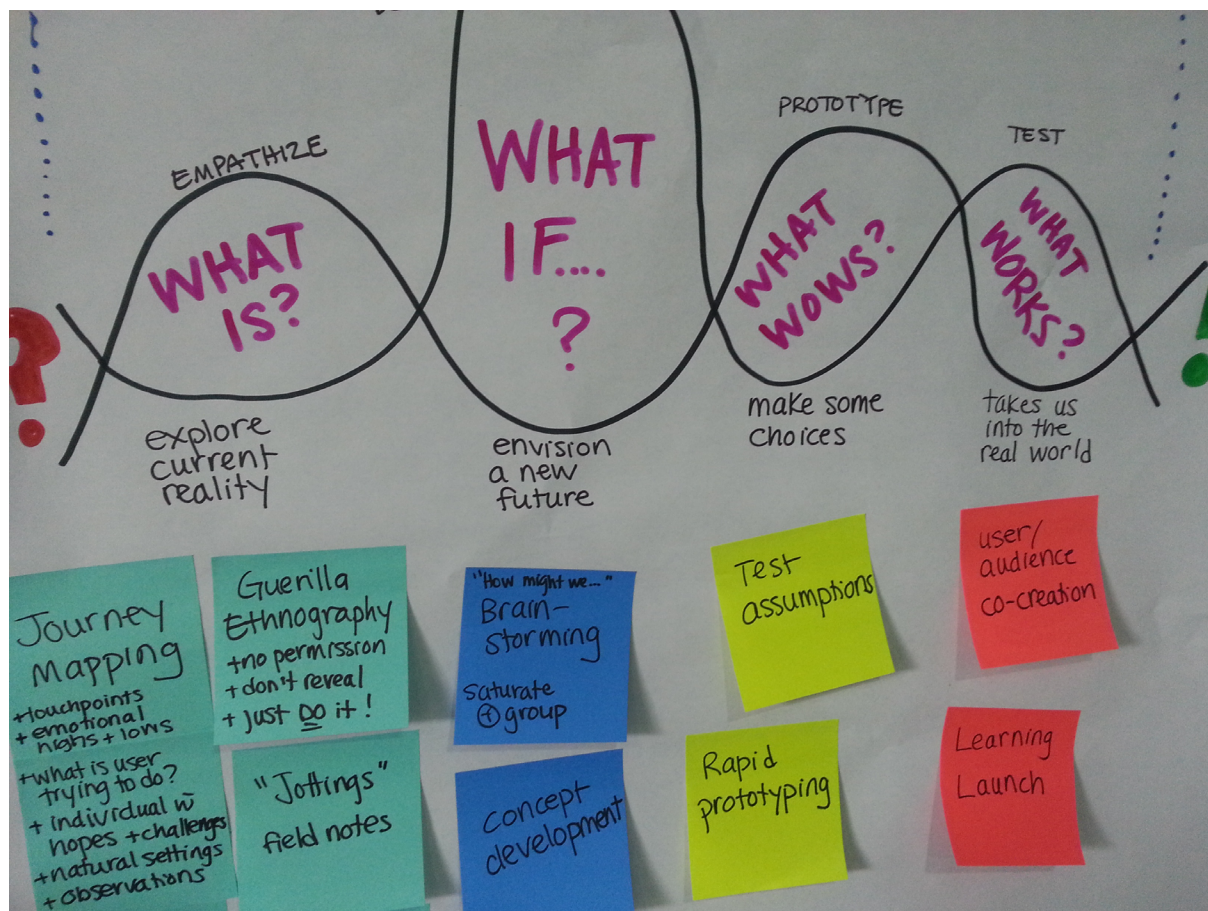 EMPATHIZE
WHAT
IS?
explore
current
reality
WHAT
IF....
?
envision
a new
future
PROTOTYPE
WHAT
WOWS?
make some
choices
TEST
WHAT
WORKS?
takes us
into the
real world
?
!
Journey
Mapping
+touchpoints
+ emotional
highs + lows
+what is user
trying to do?
+ individual w̄
hopes + challenges
+natural settings
+ observations
Guerilla
Ethnography
+no permission
+ don't reveal
+ just DO it!
"Jottings"
field notes
"How might we..."
Brain-
storming
saturate
+ group
concept
development
Test
assumptions
Rapid
prototyping
user/
audience
co-creation
Learning
Launch